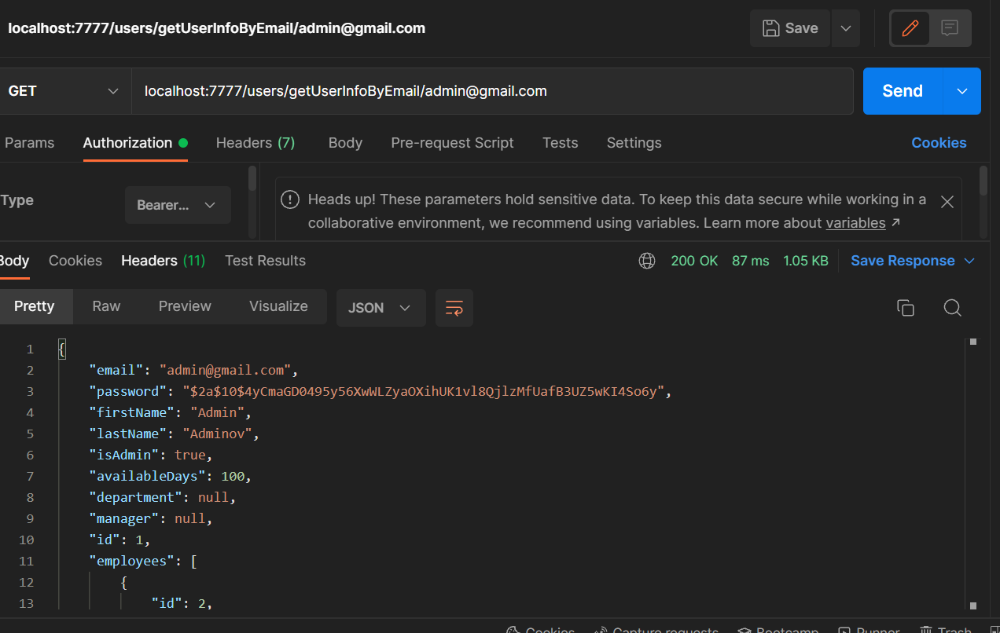 localhost:7777/users/getUserInfoByEmail/admin@gmail.com
Save
GET
localhost:7777/users/getUserInfoByEmail/admin@gmail.com
Send
Params Authorization Headers (7) Body Pre-request Script Tests Settings Cookies
Type
Bearer...
Heads up! These parameters hold sensitive data. To keep this data secure while working in a
collaborative environment, we recommend using variables. Learn more about variables ↗
Body Cookies Headers (11) Test Results 200 OK 87 ms 1.05 KB Save Response
Pretty Raw Preview Visualize JSON
1 {
2 "email": "admin@gmail.com",
3 "password": "$2a$10$4yCmaGD0495y56XwWLZyaOXihUK1vl8QjlzMfUafB3UZ5wKI4So6y",
4 "firstName": "Admin",
5 "lastName": "Adminov",
6 "isAdmin": true,
7 "availableDays": 100,
8 "department": null,
9 "manager": null,
10 "id": 1,
11 "employees": [
12 {
13 "id": 2,
Cookies Capture requests Bootcamp Runner Trash